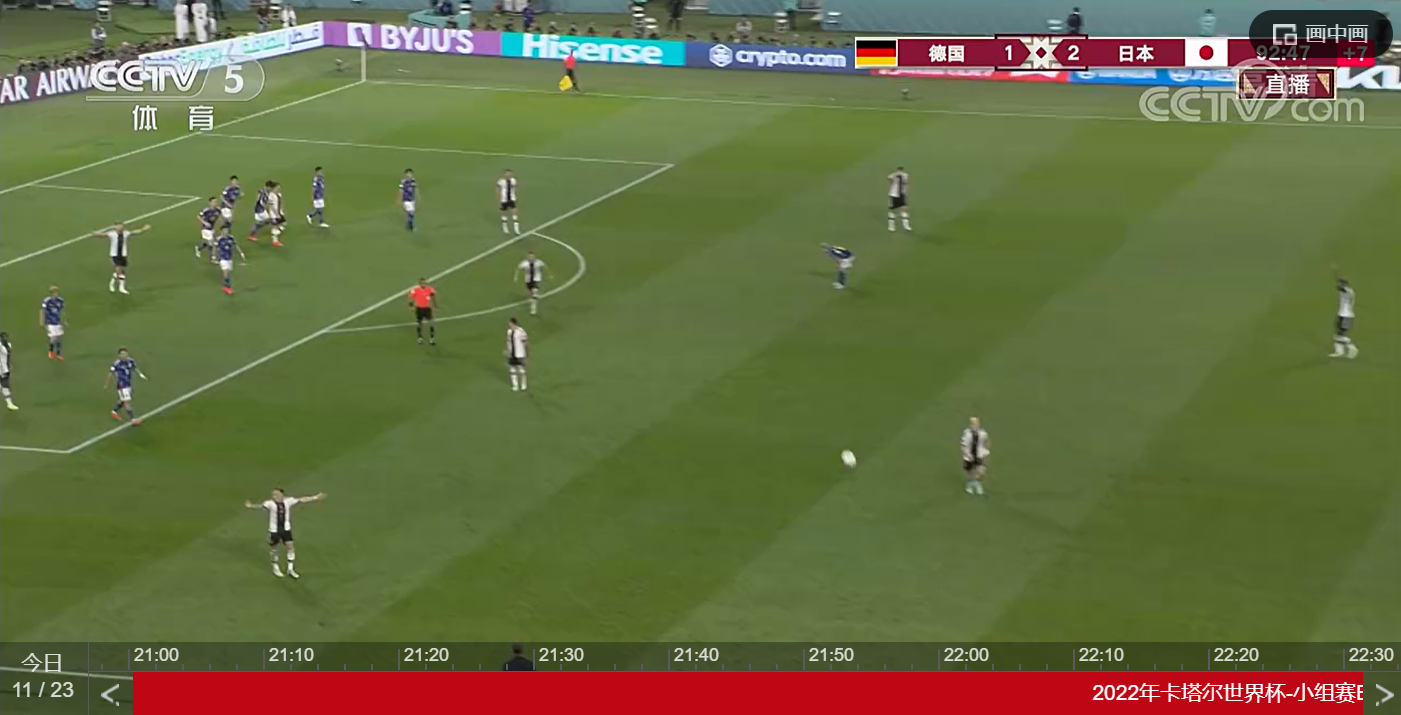 画中画
BYJU'S
Hisense
crypto.com
德国 1 2 日本
92:47 +7
直播
AR AIRW
CCTV 5
体育
CCTV.com
今日
11 / 23
21:00 21:10 21:20 21:30 21:40 21:50 22:00 22:10 22:20 22:30
< 2022年卡塔尔世界杯-小组赛E >